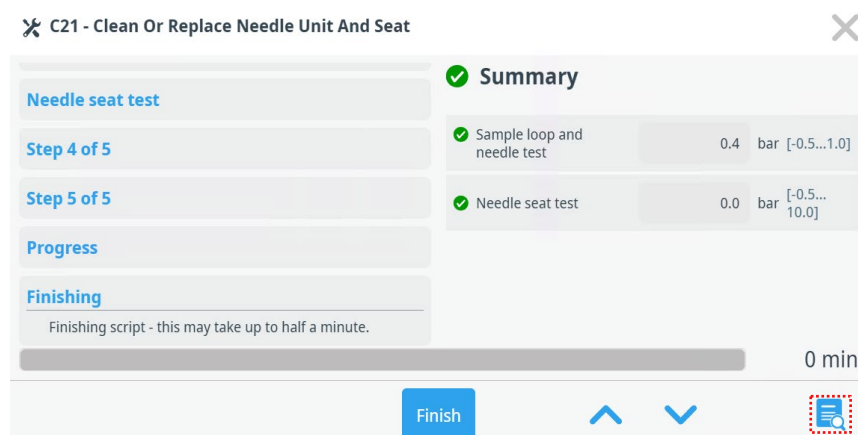 C21 - Clean Or Replace Needle Unit And Seat
Needle seat test
Step 4 of 5
Step 5 of 5
Progress
Finishing
Finishing script - this may take up to half a minute.
Summary
Sample loop and
needle test
0.4 bar [-0.5...1.0]
Needle seat test
0.0 bar [-0.5...
10.0]
0 min
Finish